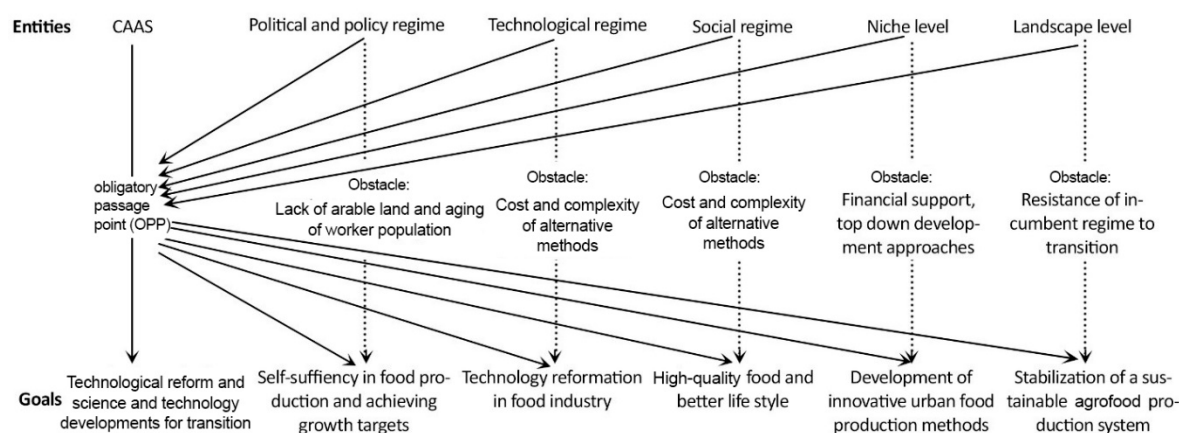 Entities
CAAS
Political and policy regime
Technological regime
Social regime
Niche level
Landscape level
obligatory
passage
point (OPP)
Obstacle:
Lack of arable land and aging
of worker population
Obstacle:
Cost and complexity
of alternative
methods
Obstacle:
Cost and complexity
of alternative
methods
Obstacle:
Financial support,
top down develop-
ment approaches
Obstacle:
Resistance of in-
cumbent regime to
transition
Goals
Technological reform and
science and technology
developments for transition
Self-suffiency in food pro-
duction and achieving
growth targets
Technology reformation
in food industry
High-quality food and
better life style
Development of
innovative urban food
production methods
Stabilization of a sus-
tainable agrofood pro-
duction system